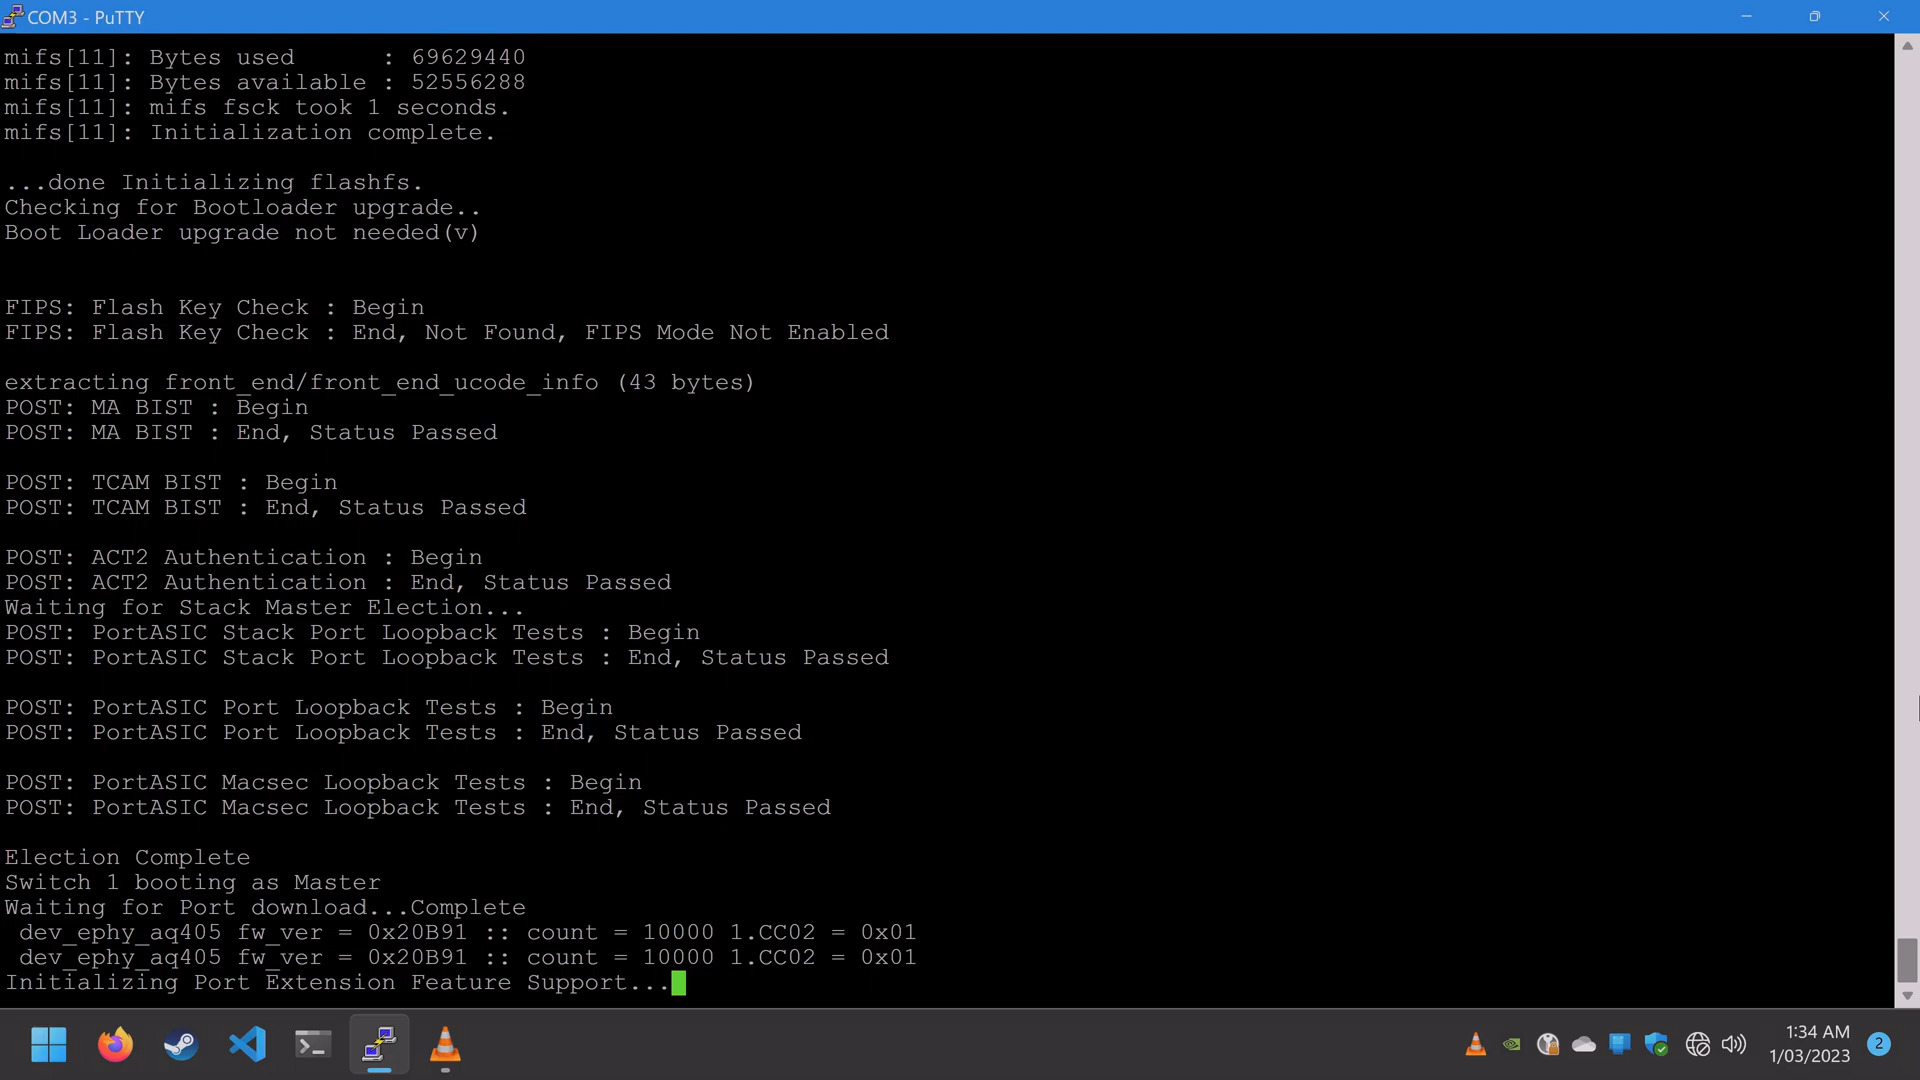 COM3 - PuTTY
mifs[11]: Bytes used      : 69629440
mifs[11]: Bytes available : 52556288
mifs[11]: mifs fsck took 1 seconds.
mifs[11]: Initialization complete.
...done Initializing flashfs.
Checking for Bootloader upgrade..
Boot Loader upgrade not needed(v)
FIPS: Flash Key Check : Begin
FIPS: Flash Key Check : End, Not Found, FIPS Mode Not Enabled
extracting front_end/front_end_ucode_info (43 bytes)
POST: MA BIST : Begin
POST: MA BIST : End, Status Passed
POST: TCAM BIST : Begin
POST: TCAM BIST : End, Status Passed
POST: ACT2 Authentication : Begin
POST: ACT2 Authentication : End, Status Passed
Waiting for Stack Master Election...
POST: PortASIC Stack Port Loopback Tests : Begin
POST: PortASIC Stack Port Loopback Tests : End, Status Passed
POST: PortASIC Port Loopback Tests : Begin
POST: PortASIC Port Loopback Tests : End, Status Passed
POST: PortASIC Macsec Loopback Tests : Begin
POST: PortASIC Macsec Loopback Tests : End, Status Passed
Election Complete
Switch 1 booting as Master
Waiting for Port download...Complete
 dev_ephy_aq405 fw_ver = 0x20B91 :: count = 10000 1.CC02 = 0x01
 dev_ephy_aq405 fw_ver = 0x20B91 :: count = 10000 1.CC02 = 0x01
Initializing Port Extension Feature Support...
1:34 AM
1/03/2023
2